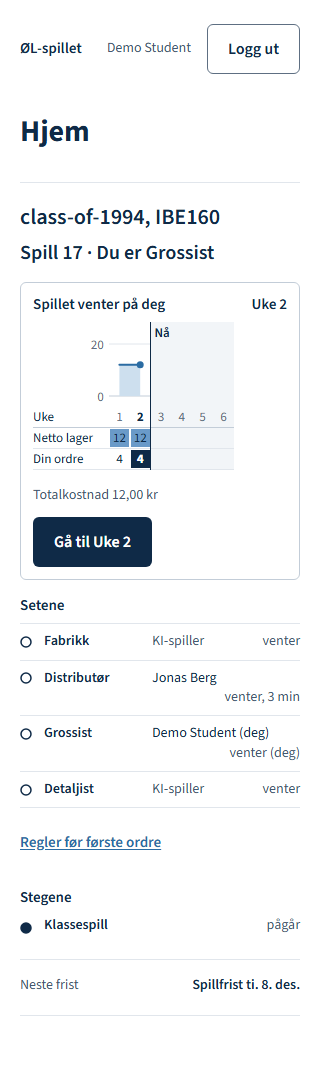 ØL-spillet Demo Student Logg ut
Hjem
class-of-1994, IBE160
Spill 17 · Du er Grossist
Spillet venter på deg Uke 2
Nå
20
0
Uke 1 2 3 4 5 6
Netto lager 12 12
Din ordre 4 4
Totalkostnad 12,00 kr
Gå til Uke 2
Setene
Fabrikk KI-spiller venter
Distributør Jonas Berg
venter, 3 min
Grossist Demo Student (deg)
venter (deg)
Detaljist KI-spiller venter
Regler før første ordre
Stegene
Klassespill pågår
Neste frist Spillfrist ti. 8. des.